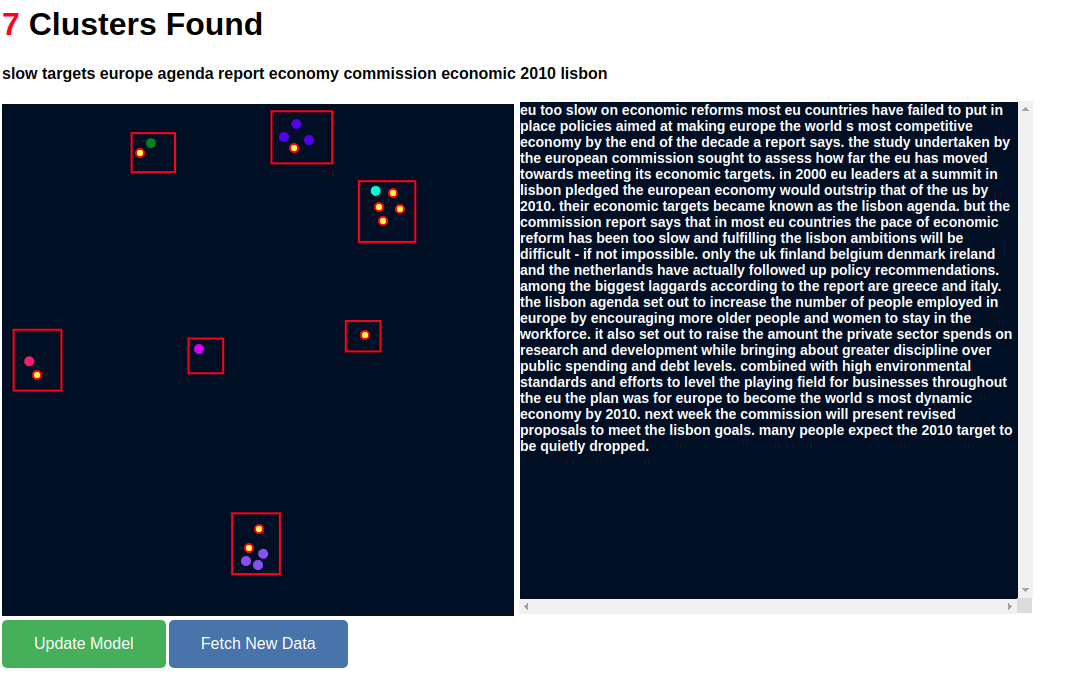 7 Clusters Found
slow targets europe agenda report economy commission economic 2010 lisbon
eu too slow on economic reforms most eu countries have failed to put in
place policies aimed at making europe the world s most competitive
economy by the end of the decade a report says. the study undertaken by
the european commission sought to assess how far the eu has moved
towards meeting its economic targets. in 2000 eu leaders at a summit in
lisbon pledged the european economy would outstrip that of the us by
2010. their economic targets became known as the lisbon agenda. but the
commission report says that in most eu countries the pace of economic
reform has been too slow and fulfilling the lisbon ambitions will be
difficult - if not impossible. only the uk finland belgium denmark ireland
and the netherlands have actually followed up policy recommendations.
among the biggest laggards according to the report are greece and italy.
the lisbon agenda set out to increase the number of people employed in
europe by encouraging more older people and women to stay in the
workforce. it also set out to raise the amount the private sector spends on
research and development while bringing about greater discipline over
public spending and debt levels. combined with high environmental
standards and efforts to level the playing field for businesses throughout
the eu the plan was for europe to become the world s most dynamic
economy by 2010. next week the commission will present revised
proposals to meet the lisbon goals. many people expect the 2010 target to
be quietly dropped.
Update Model
Fetch New Data